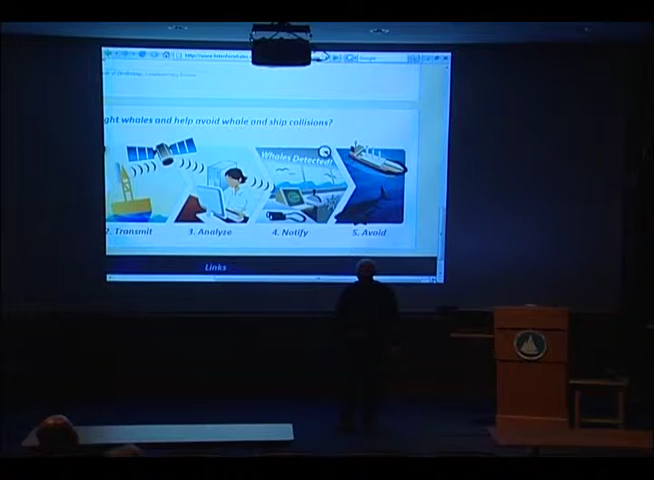 Google
ght whales and help avoid whale and ship collisions?
Whales Detected!
2. Transmit
3. Analyze
4. Notify
5. Avoid
Links